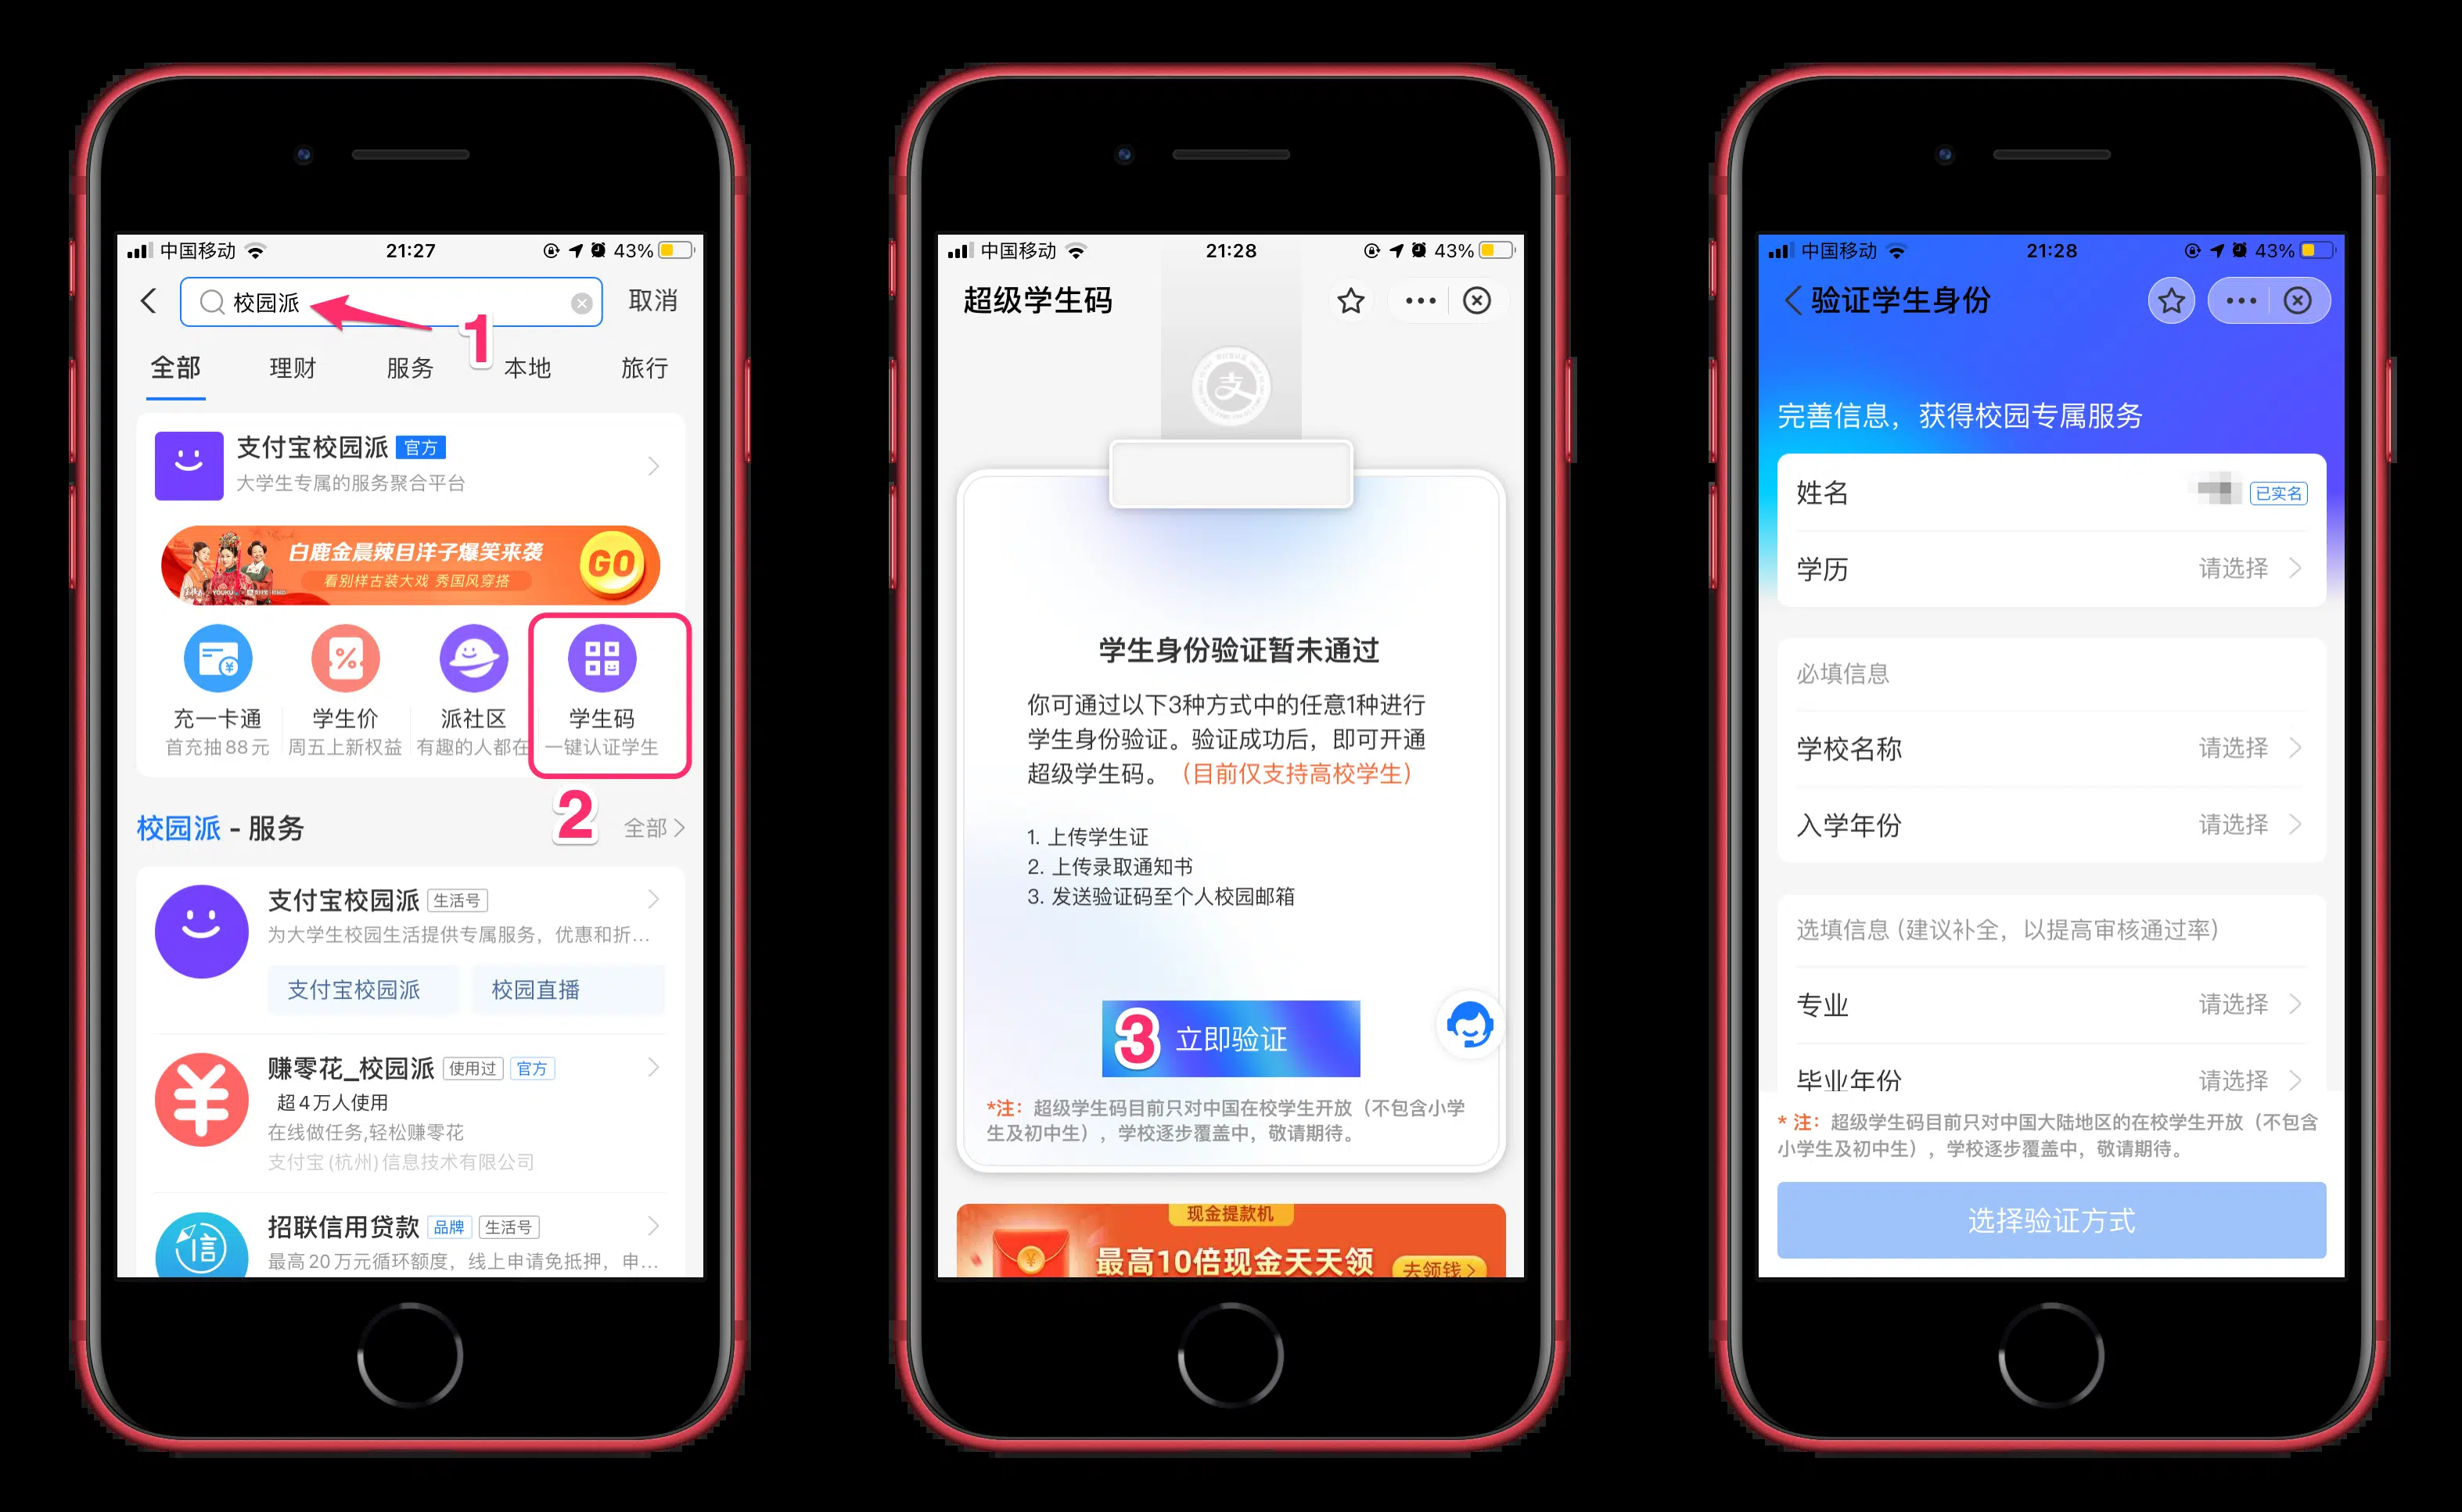 中国移动
21:27
43%
校园派
取消
1
全部
理财
服务
本地
旅行
支付宝校园派 官方
大学生专属的服务聚合平台
白鹿金晨辣目洋子爆笑来袭
看别样古装大戏 秀国风穿搭
GO
充一卡通
学生价
派社区
学生码
首充抽88元
周五上新权益
有趣的人都在
一键认证学生
2
校园派 - 服务
全部
支付宝校园派 生活号
为大学生校园生活提供专属服务，优惠和折...
支付宝校园派
校园直播
赚零花_校园派 使用过 官方
超4万人使用
在线做任务,轻松赚零花
支付宝(杭州)信息技术有限公司
招联信用贷款 品牌 生活号
信
最高20万元循环额度，线上申请免抵押，申...
中国移动
21:28
43%
超级学生码
支
学生身份验证暂未通过
你可通过以下3种方式中的任意1种进行
学生身份验证。验证成功后，即可开通
超级学生码。（目前仅支持高校学生）
1. 上传学生证
2. 上传录取通知书
3. 发送验证码至个人校园邮箱
3 立即验证
*注：超级学生码目前只对中国在校学生开放（不包含小学
生及初中生），学校逐步覆盖中，敬请期待。
现金提款机
最高10倍现金天天领
去领钱
中国移动
21:28
43%
验证学生身份
完善信息，获得校园专属服务
姓名
已实名
学历
请选择
必填信息
学校名称
请选择
入学年份
请选择
选填信息 (建议补全，以提高审核通过率)
专业
请选择
毕业年份
请选择
* 注：超级学生码目前只对中国大陆地区的在校学生开放（不包含
小学生及初中生），学校逐步覆盖中，敬请期待。
选择验证方式